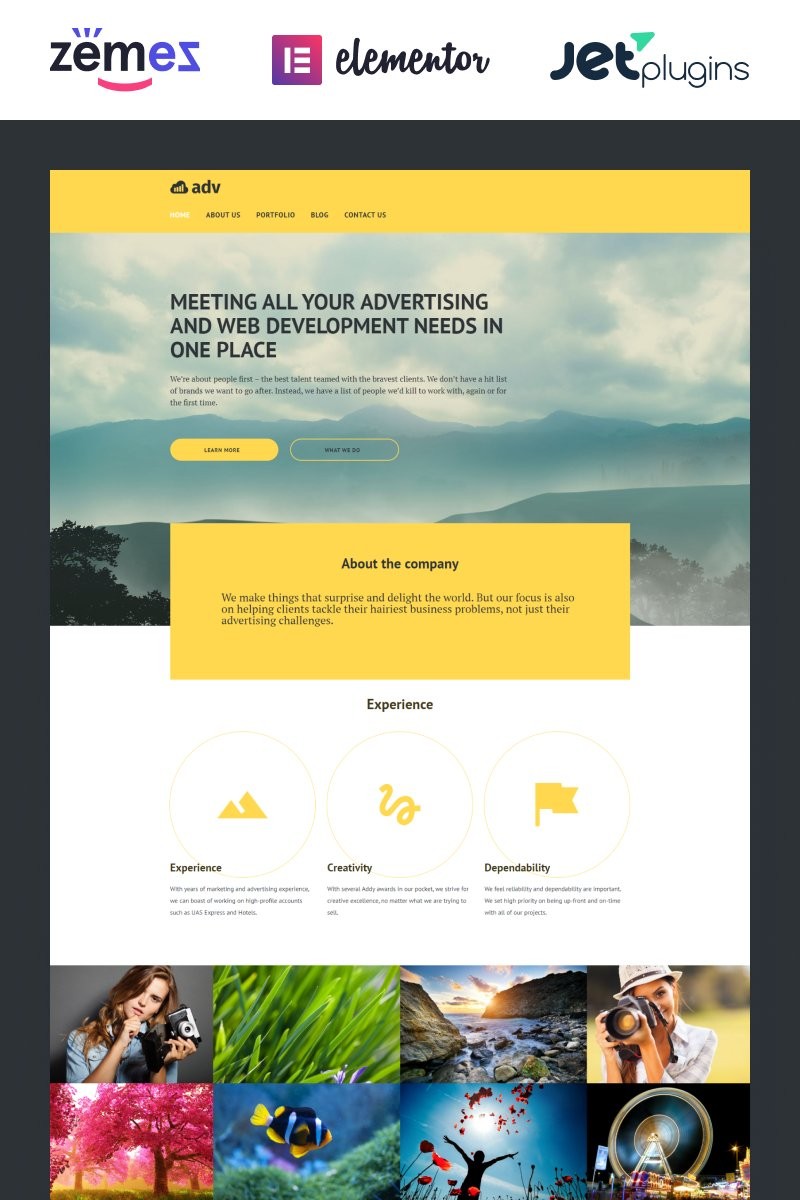 zemez
elementor
Jetplugins
adv
HOME ABOUT US PORTFOLIO BLOG CONTACT US
MEETING ALL YOUR ADVERTISING
AND WEB DEVELOPMENT NEEDS IN
ONE PLACE
We're about people first – the best talent teamed with the bravest clients. We don't have a hit list
of brands we want to go after. Instead, we have a list of people we'd kill to work with, again or for
the first time.
LEARN MORE
WHAT WE DO
About the company
We make things that surprise and delight the world. But our focus is also
on helping clients tackle their hairiest business problems, not just their
advertising challenges.
Experience
Experience
With years of marketing and advertising experience,
we can boast of working on high-profile accounts
such as UAS Express and Hotels.
Creativity
With several Addy awards in our pocket, we strive for
creative excellence, no matter what we are trying to
sell.
Dependability
We feel reliability and dependability are important.
We set high priority on being up front and on-time
with all of our projects.